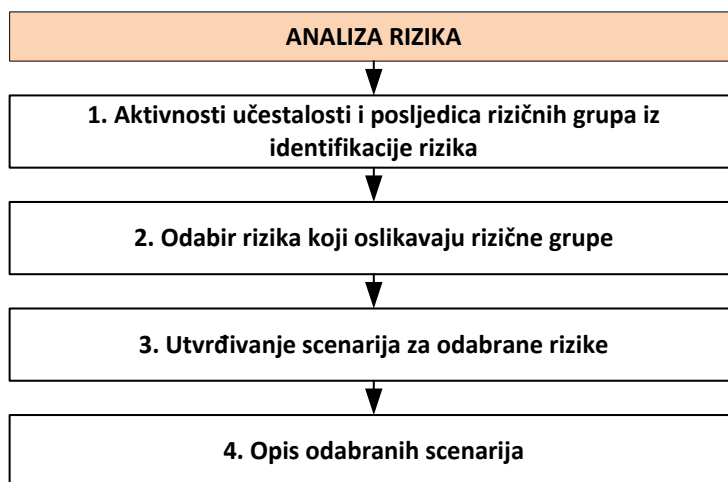 ANALIZA RIZIKA
1. Aktivnosti učestalosti i posljedica rizičnih grupa iz
identifikacije rizika
2. Odabir rizika koji oslikavaju rizične grupe
3. Utvrđivanje scenarija za odabrane rizike
4. Opis odabranih scenarija